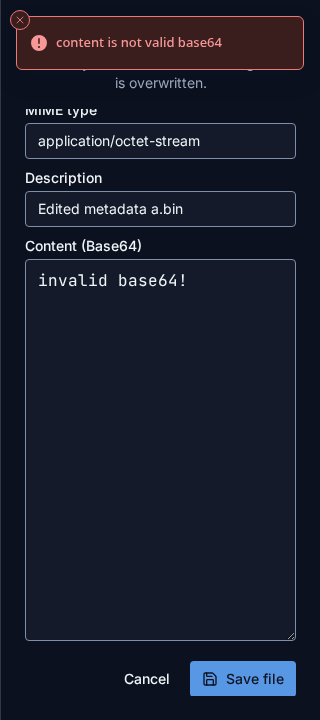 content is not valid base64
is overwritten.
MIME type
application/octet-stream
Description
Edited metadata a.bin
Content (Base64)
invalid base64!
Cancel
Save file